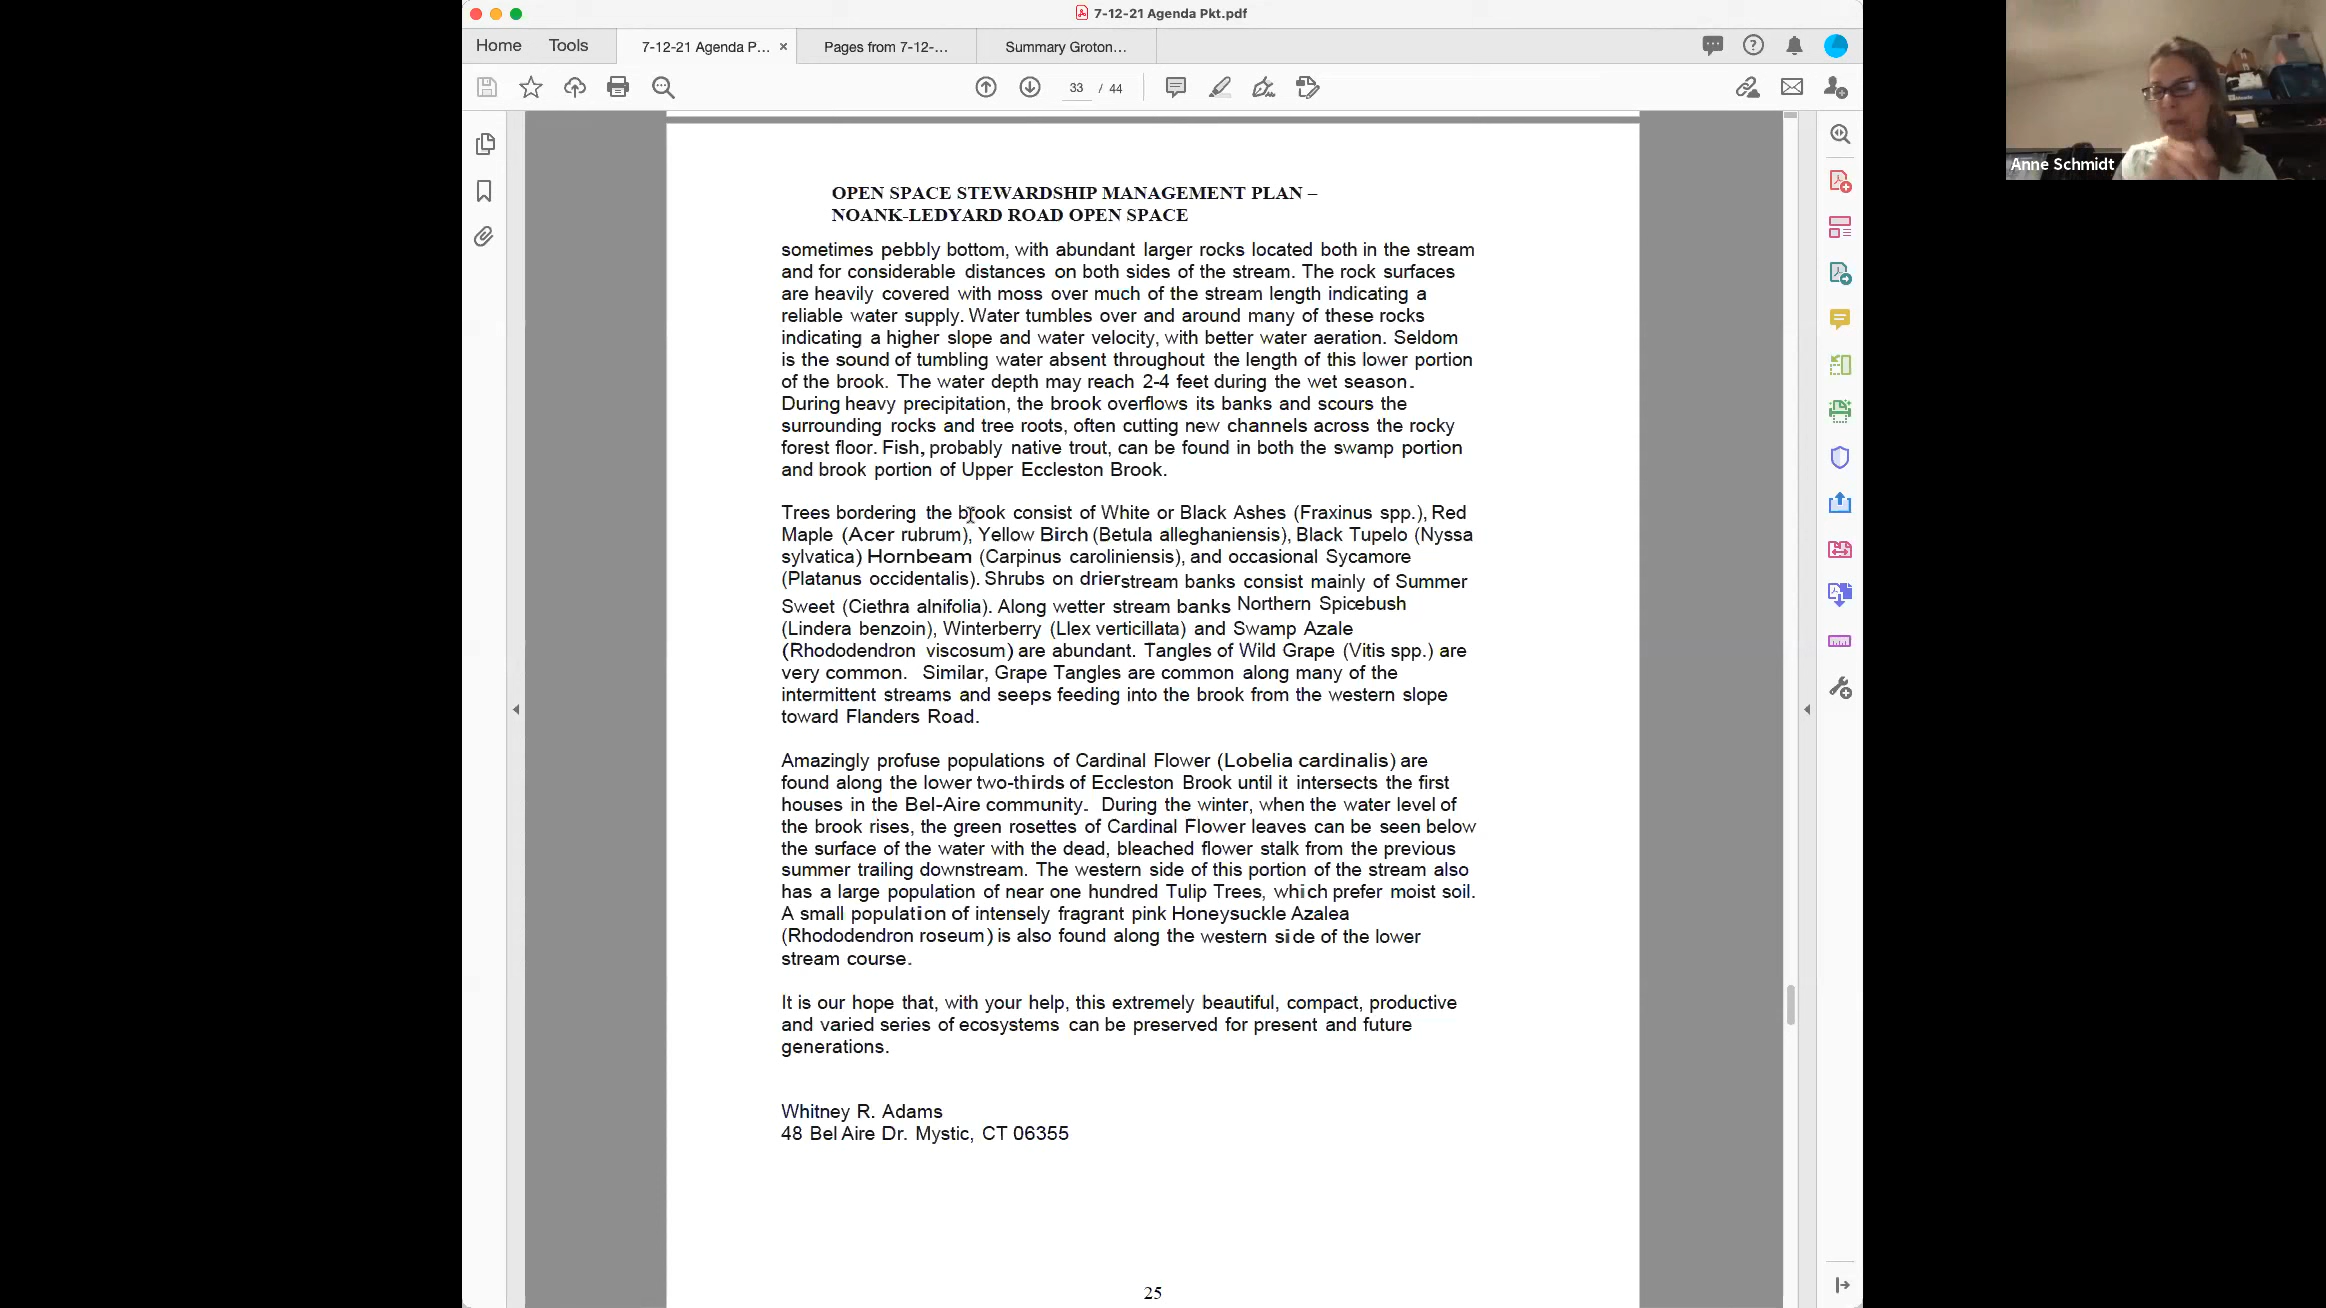 7-12-21 Agenda Pkt.pdf
Home Tools 7-12-21 Agenda P... × Pages from 7-12-... Summary Groton...
33 / 44
Anne Schmidt
OPEN SPACE STEWARDSHIP MANAGEMENT PLAN –
NOANK-LEDYARD ROAD OPEN SPACE
sometimes pebbly bottom, with abundant larger rocks located both in the stream
and for considerable distances on both sides of the stream. The rock surfaces
are heavily covered with moss over much of the stream length indicating a
reliable water supply. Water tumbles over and around many of these rocks
indicating a higher slope and water velocity, with better water aeration. Seldom
is the sound of tumbling water absent throughout the length of this lower portion
of the brook. The water depth may reach 2-4 feet during the wet season.
During heavy precipitation, the brook overflows its banks and scours the
surrounding rocks and tree roots, often cutting new channels across the rocky
forest floor. Fish, probably native trout, can be found in both the swamp portion
and brook portion of Upper Eccleston Brook.
Trees bordering the brook consist of White or Black Ashes (Fraxinus spp.), Red
Maple (Acer rubrum), Yellow Birch (Betula alleghaniensis), Black Tupelo (Nyssa
sylvatica) Hornbeam (Carpinus caroliniensis), and occasional Sycamore
(Platanus occidentalis). Shrubs on drier stream banks consist mainly of Summer
Sweet (Ciethra alnifolia). Along wetter stream banks Northern Spicebush
(Lindera benzoin), Winterberry (Llex verticillata) and Swamp Azale
(Rhododendron viscosum) are abundant. Tangles of Wild Grape (Vitis spp.) are
very common. Similar, Grape Tangles are common along many of the
intermittent streams and seeps feeding into the brook from the western slope
toward Flanders Road.
Amazingly profuse populations of Cardinal Flower (Lobelia cardinalis) are
found along the lower two-thirds of Eccleston Brook until it intersects the first
houses in the Bel-Aire community. During the winter, when the water level of
the brook rises, the green rosettes of Cardinal Flower leaves can be seen below
the surface of the water with the dead, bleached flower stalk from the previous
summer trailing downstream. The western side of this portion of the stream also
has a large population of near one hundred Tulip Trees, which prefer moist soil.
A small population of intensely fragrant pink Honeysuckle Azalea
(Rhododendron roseum) is also found along the western side of the lower
stream course.
It is our hope that, with your help, this extremely beautiful, compact, productive
and varied series of ecosystems can be preserved for present and future
generations.
Whitney R. Adams
48 Bel Aire Dr. Mystic, CT 06355
25